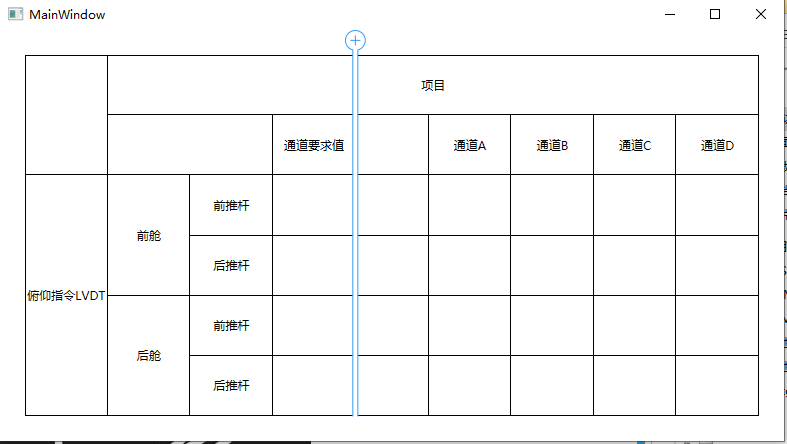 MainWindow
项目
通道要求值 通道A 通道B 通道C 通道D
前推杆
前舱
后推杆
俯仰指令LVDT
前推杆
后舱
后推杆